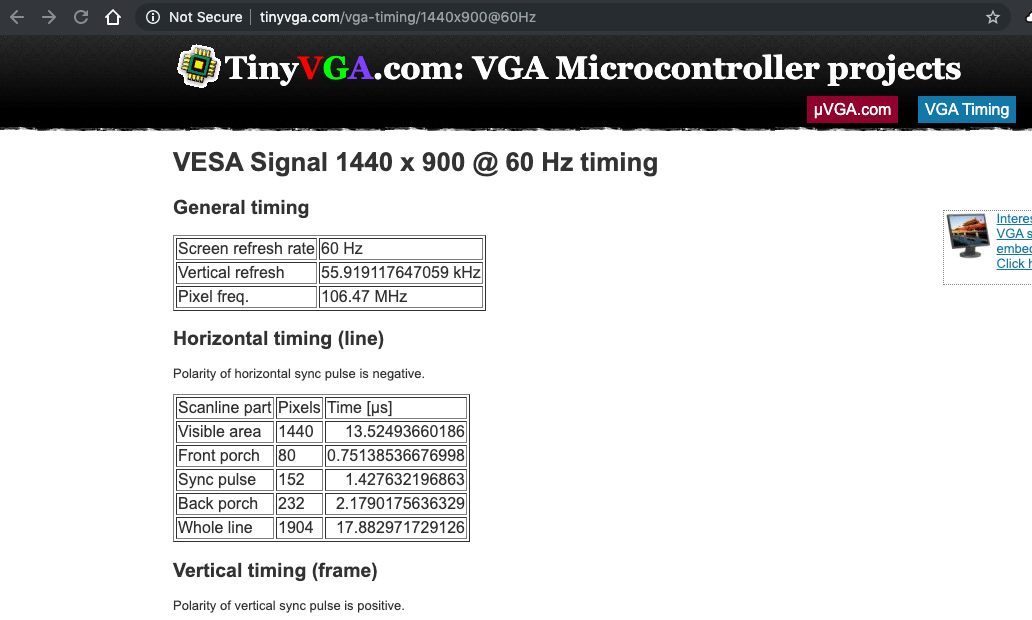 Not Secure | tinyvga.com/vga-timing/1440x900@60Hz
TinyVGA.com: VGA Microcontroller projects
µVGA.com VGA Timing
VESA Signal 1440 x 900 @ 60 Hz timing
General timing
Screen refresh rate 60 Hz
Vertical refresh 55.919117647059 kHz
Pixel freq. 106.47 MHz
Interes
VGA s
embed
Click h
Horizontal timing (line)
Polarity of horizontal sync pulse is negative.
Scanline part Pixels Time [µs]
Visible area 1440 13.52493660186
Front porch 80 0.75138536676998
Sync pulse 152 1.427632196863
Back porch 232 2.1790175636329
Whole line 1904 17.882971729126
Vertical timing (frame)
Polarity of vertical sync pulse is positive.